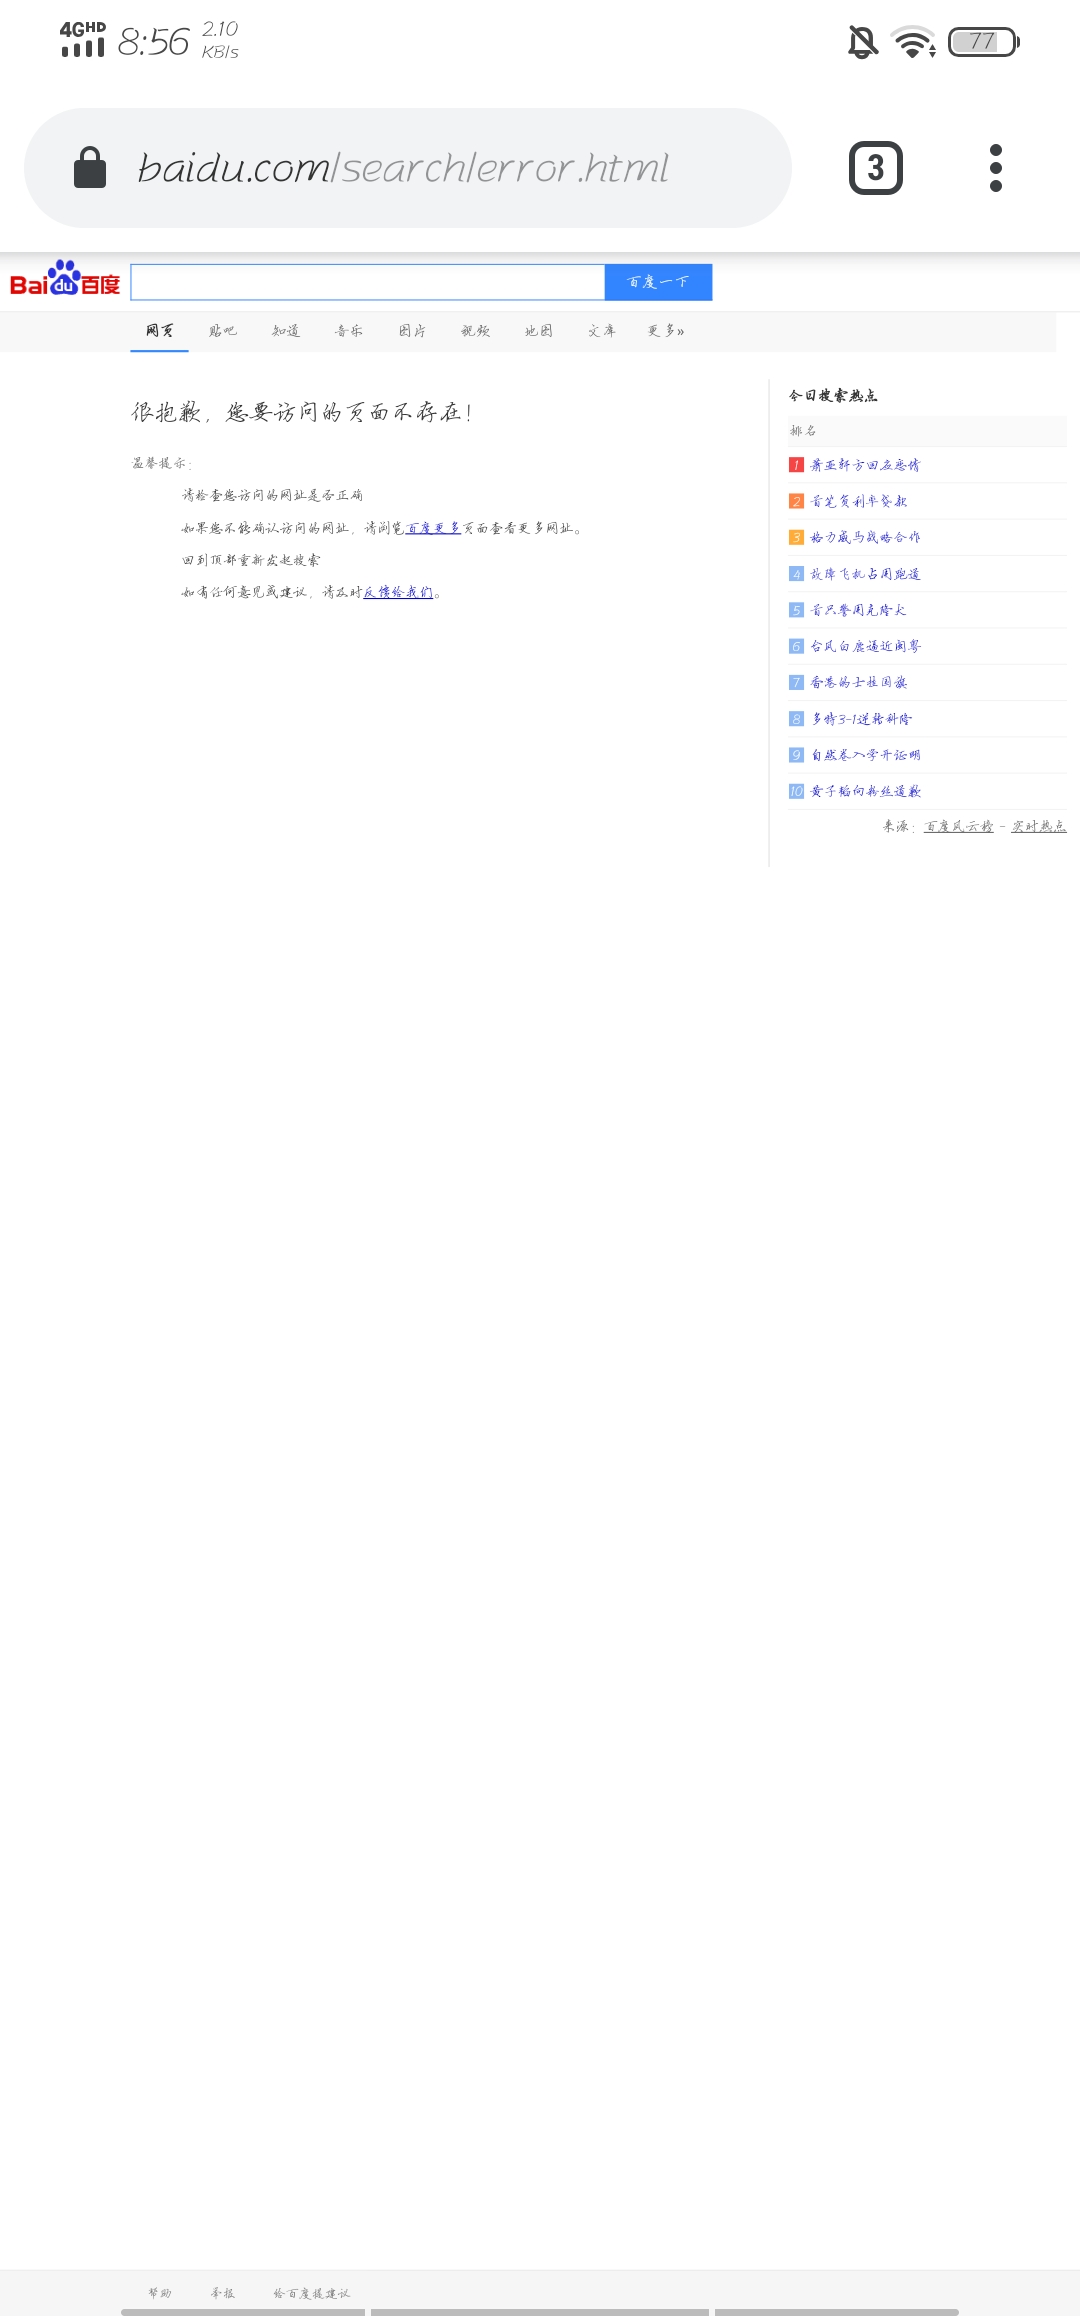 4G HD 8:56 2.10 KB/s 77
baidu.com/search/error.html 3
Baidu百度 百度一下
网页 贴吧 知道 音乐 图片 视频 地图 文库 更多»
很抱歉，您要访问的页面不存在！
温馨提示：
请检查您访问的网址是否正确
如果您不能确认访问的网址，请浏览百度更多页面查看更多网址。
回到顶部重新发起搜索
如有任何意见或建议，请及时反馈给我们。
今日搜索热点
排名
1 萧亚轩方回应恋情
2 首笔负利率贷款
3 格力威马战略合作
4 故障飞机占用跑道
5 首只警用克隆犬
6 台风白鹿逼近闽粤
7 香港的士挂国旗
8 多特3-1逆转科隆
9 自然卷入学开证明
10 黄子韬向粉丝道歉
来源：百度风云榜 - 实时热点
帮助 举报 给百度提建议